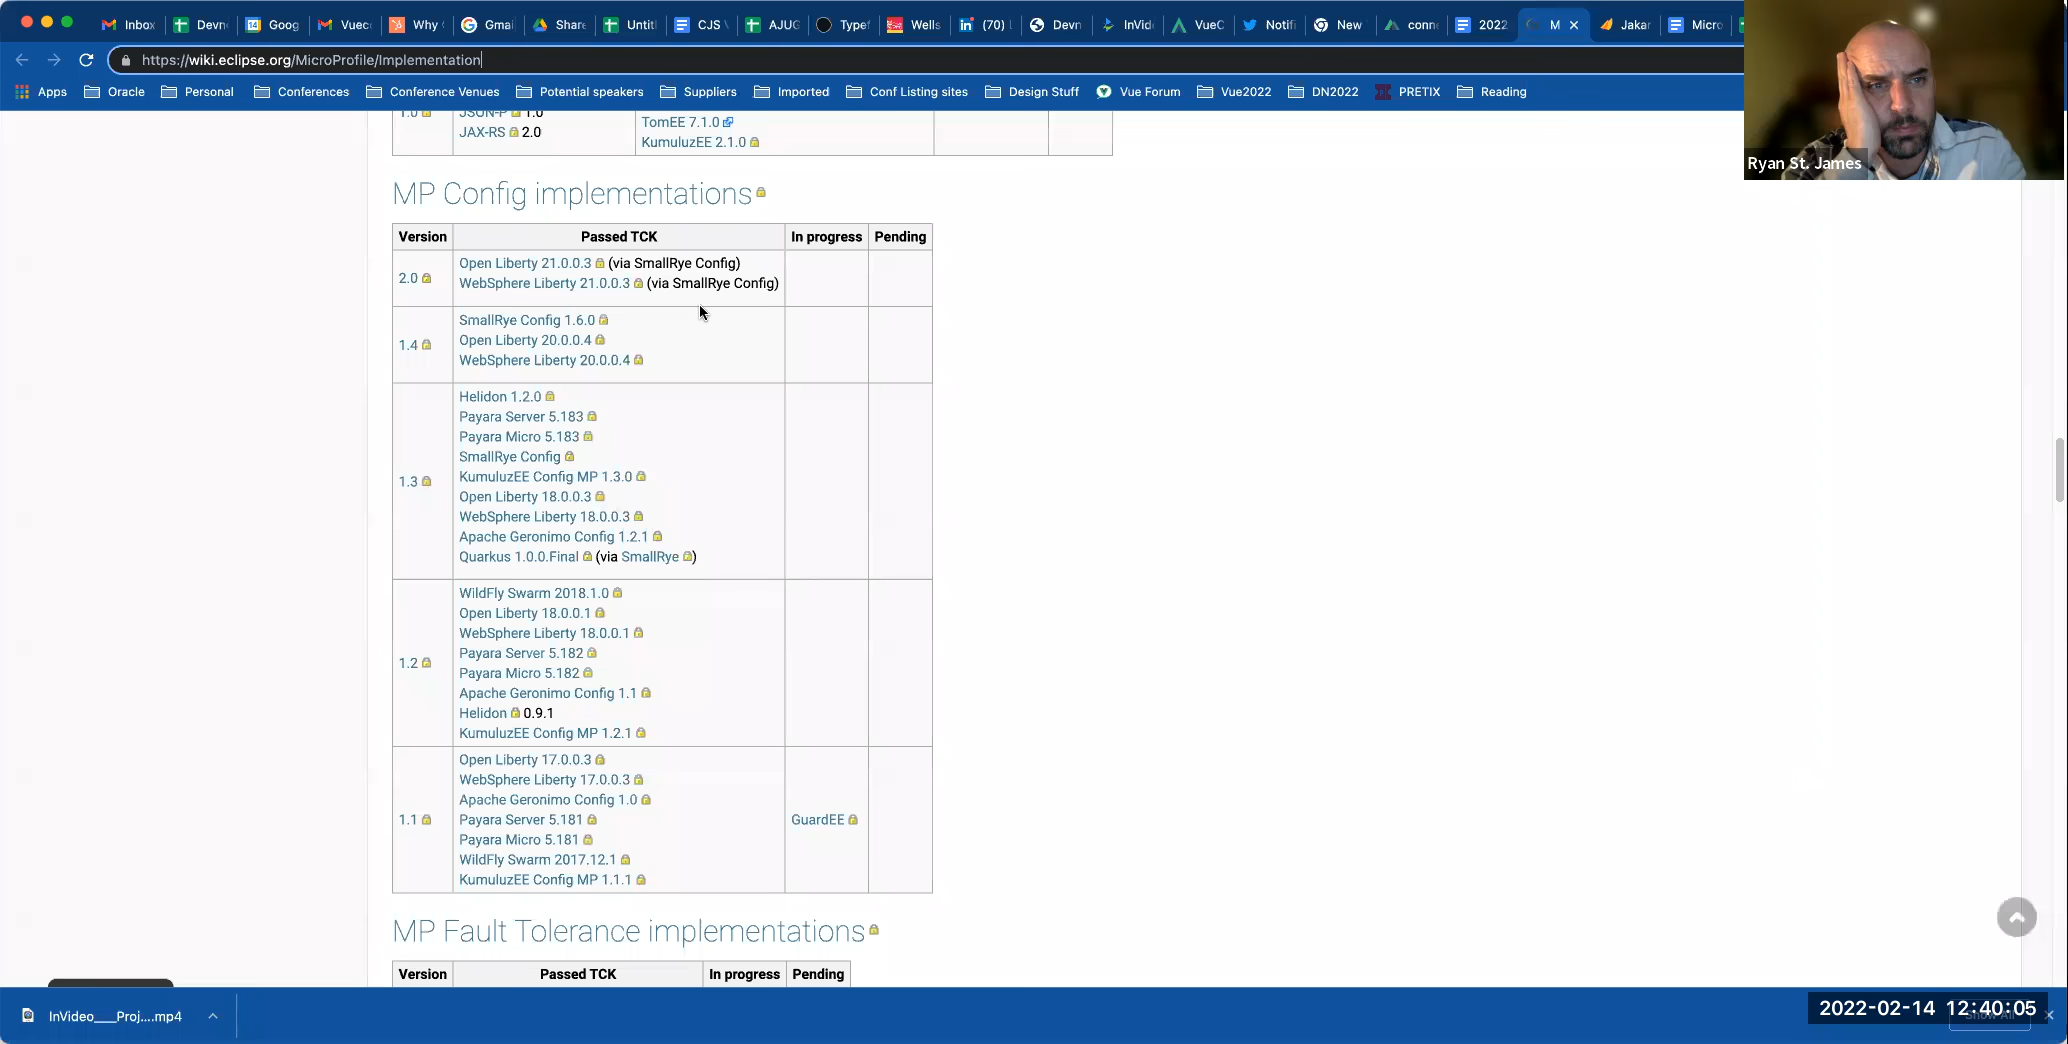 Inbox
Devn
Goog
Vuec
Why
Gmai
Share
Untitl
CJS
AJUG
Typef
Wells
(70)
Devn
InVid
VueC
Notifi
New
conn
2022
M
Jakar
Micro
https://wiki.eclipse.org/MicroProfile/Implementation
Apps
Oracle
Personal
Conferences
Conference Venues
Potential speakers
Suppliers
Imported
Conf Listing sites
Design Stuff
Vue Forum
Vue2022
DN2022
PRETIX
Reading
Ryan St. James
1.0 JSON-P 1.0
TomEE 7.1.0
JAX-RS 2.0
KumuluzEE 2.1.0
MP Config implementations
Version Passed TCK In progress Pending
2.0
Open Liberty 21.0.0.3 (via SmallRye Config)
WebSphere Liberty 21.0.0.3 (via SmallRye Config)
1.4
SmallRye Config 1.6.0
Open Liberty 20.0.0.4
WebSphere Liberty 20.0.0.4
1.3
Helidon 1.2.0
Payara Server 5.183
Payara Micro 5.183
SmallRye Config
KumuluzEE Config MP 1.3.0
Open Liberty 18.0.0.3
WebSphere Liberty 18.0.0.3
Apache Geronimo Config 1.2.1
Quarkus 1.0.0.Final (via SmallRye)
1.2
WildFly Swarm 2018.1.0
Open Liberty 18.0.0.1
WebSphere Liberty 18.0.0.1
Payara Server 5.182
Payara Micro 5.182
Apache Geronimo Config 1.1
Helidon 0.9.1
KumuluzEE Config MP 1.2.1
1.1
Open Liberty 17.0.0.3
WebSphere Liberty 17.0.0.3
Apache Geronimo Config 1.0
Payara Server 5.181
Payara Micro 5.181
WildFly Swarm 2017.12.1
KumuluzEE Config MP 1.1.1
GuardEE
MP Fault Tolerance implementations
Version Passed TCK In progress Pending
InVideo___Proj....mp4
2022-02-14 12:40:05
Show All